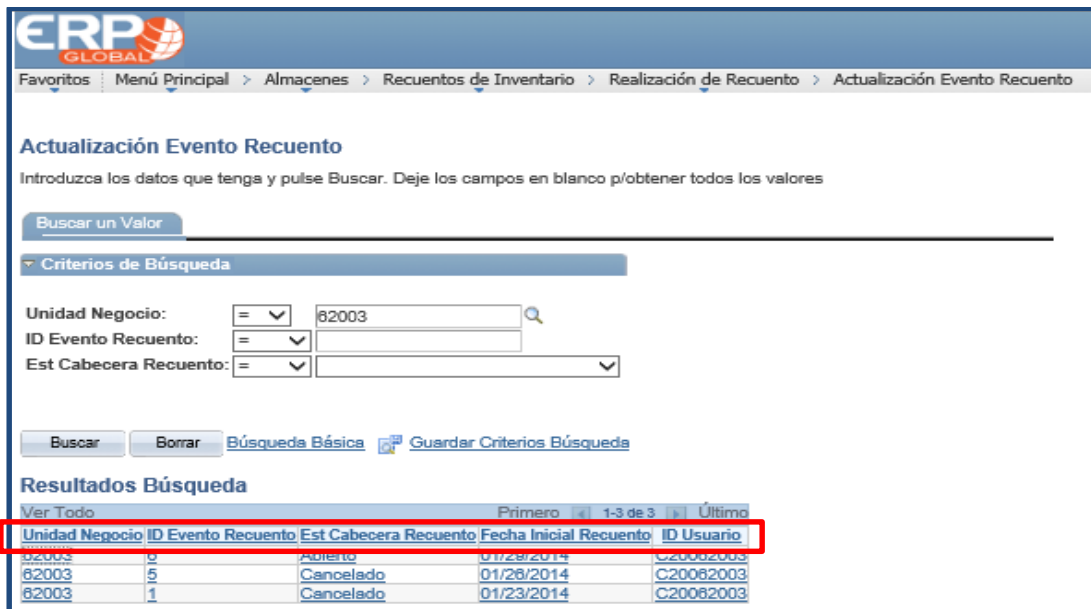 ERP
GLOBAL
Favoritos Menú Principal > Almacenes > Recuentos de Inventario > Realización de Recuento > Actualización Evento Recuento
Actualización Evento Recuento
Introduzca los datos que tenga y pulse Buscar. Deje los campos en blanco p/obtener todos los valores
Buscar un Valor
Criterios de Búsqueda
Unidad Negocio: = 62003
ID Evento Recuento: =
Est Cabecera Recuento: =
Buscar Borrar Búsqueda Básica Guardar Criterios Búsqueda
Resultados Búsqueda
Ver Todo Primero 1-3 de 3 Último
Unidad Negocio ID Evento Recuento Est Cabecera Recuento Fecha Inicial Recuento ID Usuario
62003 6 Abierto 01/29/2014 C20062003
62003 5 Cancelado 01/26/2014 C20062003
62003 1 Cancelado 01/23/2014 C20062003